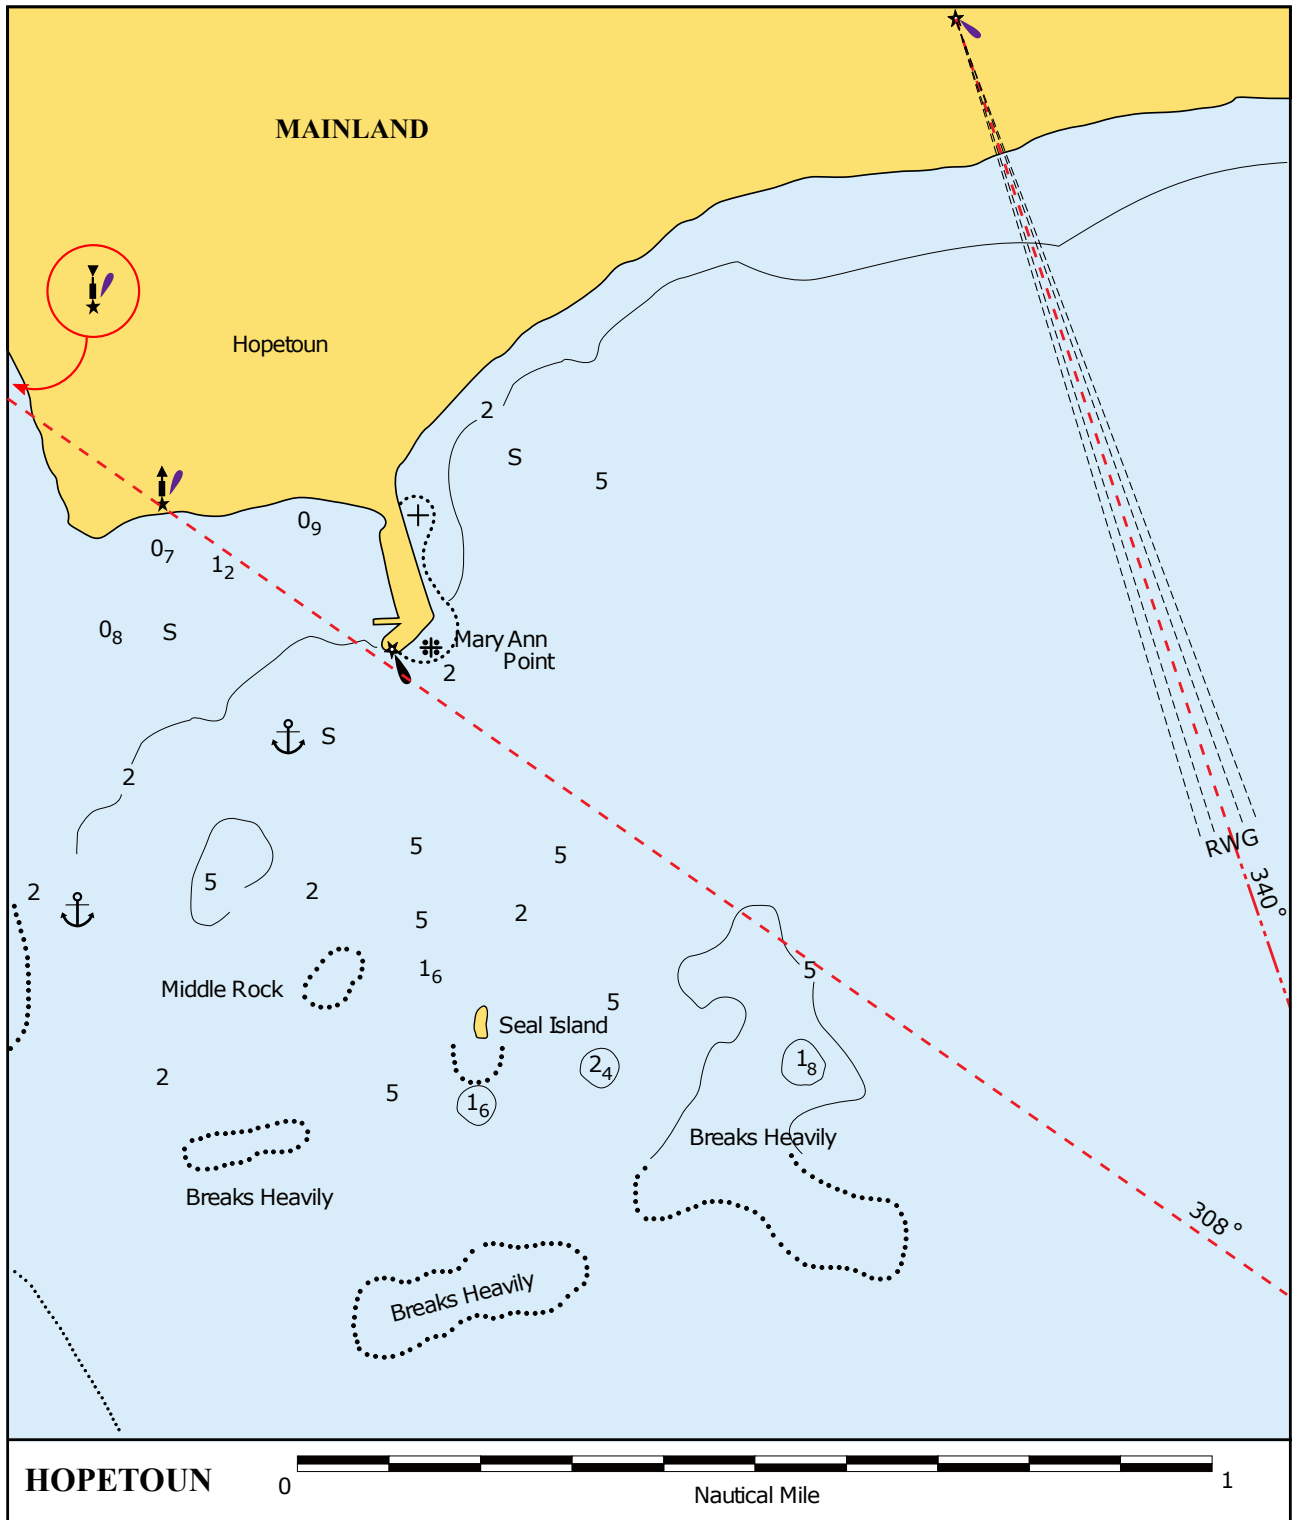 MAINLAND
Hopetoun
2
S
5
0₉
0₇
1₂
0₈
S
Mary Ann
Point
2
S
2
5
5
RWG
340°
5
2
2
5
2
1₆
5
Middle Rock
5
Seal Island
2₄
1₈
2
5
1₆
Breaks Heavily
Breaks Heavily
308°
Breaks Heavily
HOPETOUN
0
1
Nautical Mile